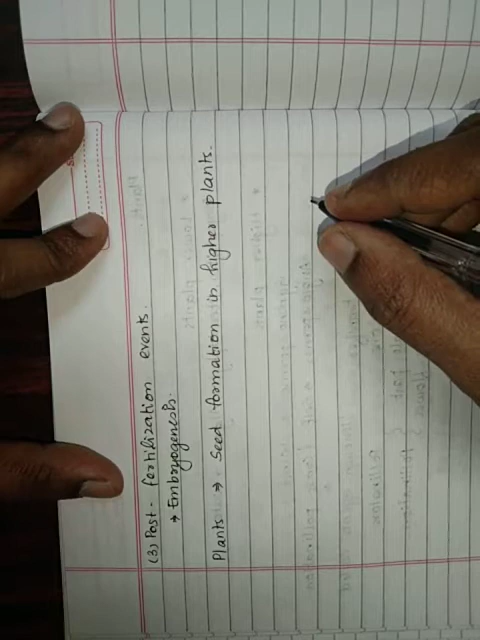 (3) Post - fertilization events.
→ Embryogenesis.
Plants → Seed formation in higher plants.